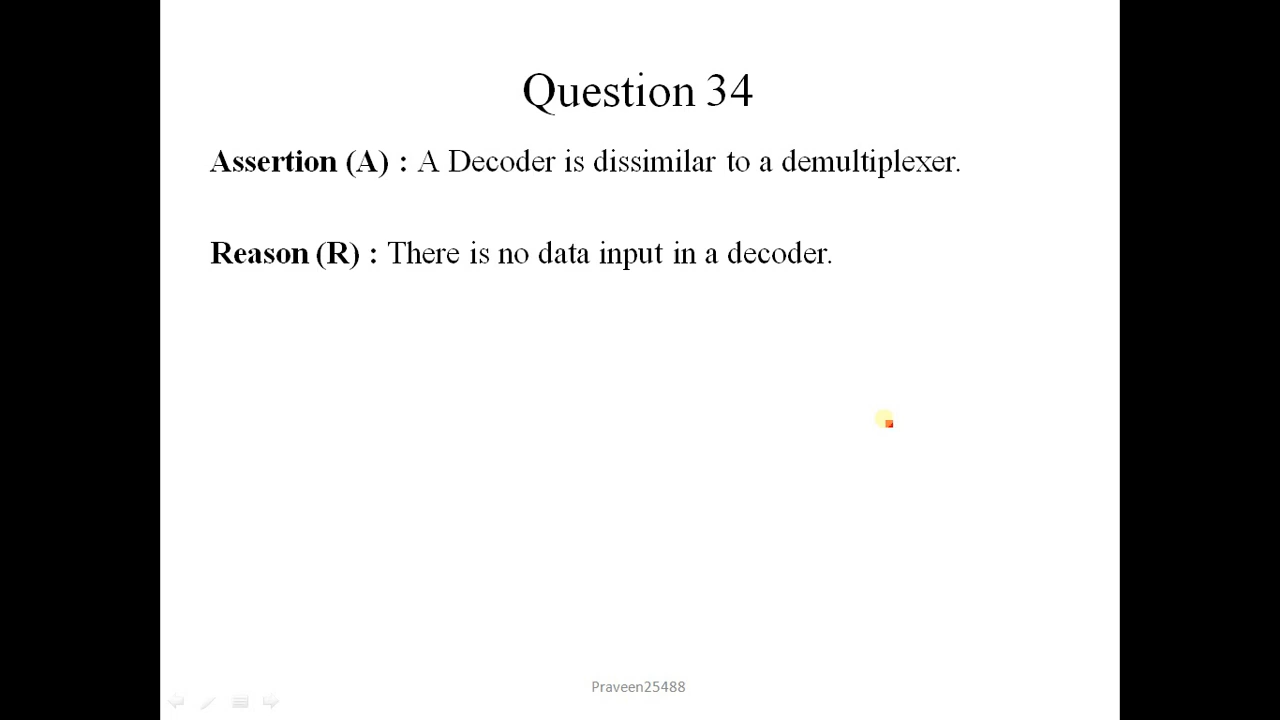 Question 34
Assertion (A) : A Decoder is dissimilar to a demultiplexer.
Reason (R) : There is no data input in a decoder.
Praveen25488